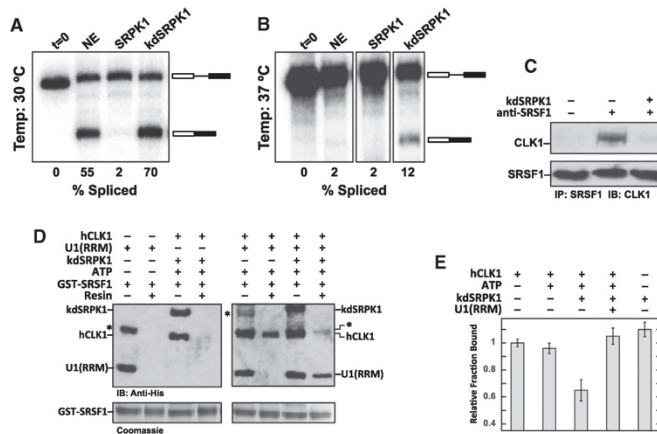 A
t=0
NE
SRPK1
kdSRPK1
Temp: 30 ºC
0 55 2 70
% Spliced
B
t=0
NE
SRPK1
kdSRPK1
Temp: 37 ºC
0 2 2 12
% Spliced
C
kdSRPK1 – – +
anti-SRSF1 – + +
CLK1
SRSF1
IP: SRSF1 IB: CLK1
D
hCLK1 + + + + + +
U1(RRM) + + + + + +
kdSRPK1 + + + +
ATP + + + + + +
GST-SRSF1 + + + + + + + +
Resin + + + +
kdSRPK1
*
hCLK1
U1(RRM)
IB: Anti-His
GST-SRSF1
Coomassie
*
kdSRPK1
*
hCLK1
U1(RRM)
E
hCLK1 + + + +
ATP + + +
kdSRPK1 + + +
U1(RRM) +
Relative Fraction Bound
1
0.8
0.6
0.4